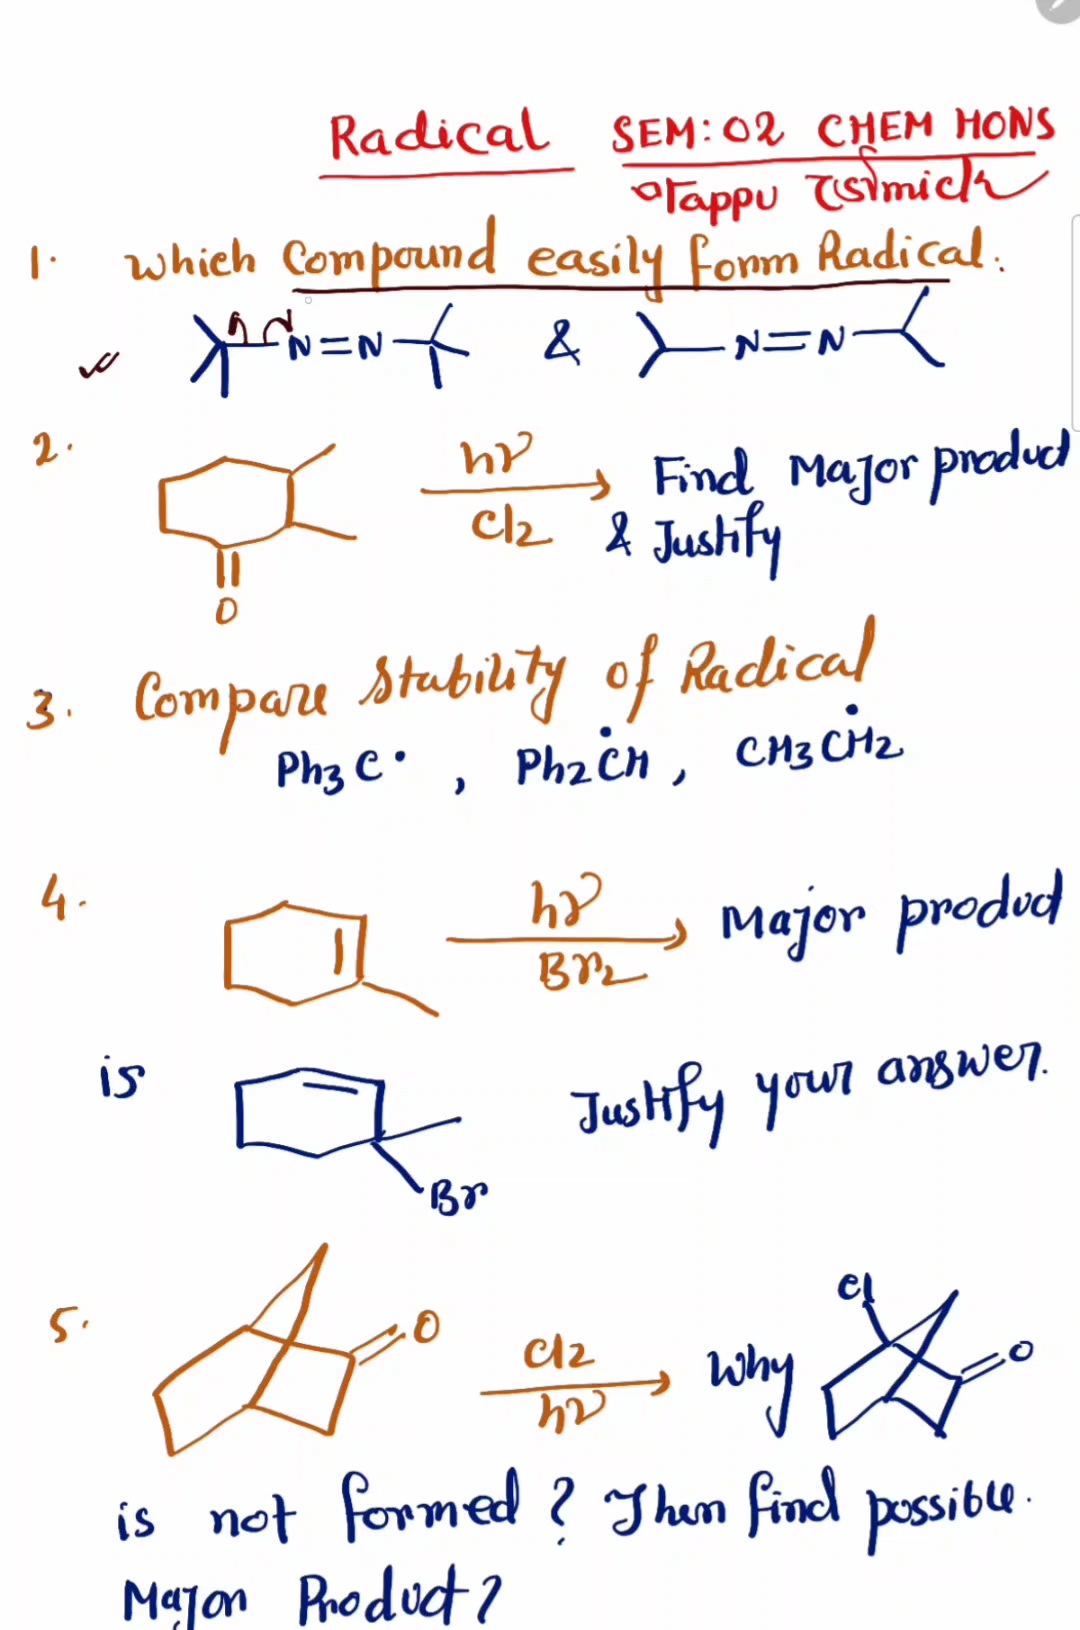 Radical SEM: 02 CHEM HONS
Tappu
1. Which Compound easily form Radical.
N=N & N=N
2. hν
Cl2
Find Major product
& Justify
O
3. Compare Stability of Radical
Ph3C• , Ph2ĊH , CH3ĊH2
4. hν
Br2
Major product
is Justify your answer.
Br
5. O Cl2
hν
Why Cl O
is not formed? Then find possible.
Major Product?